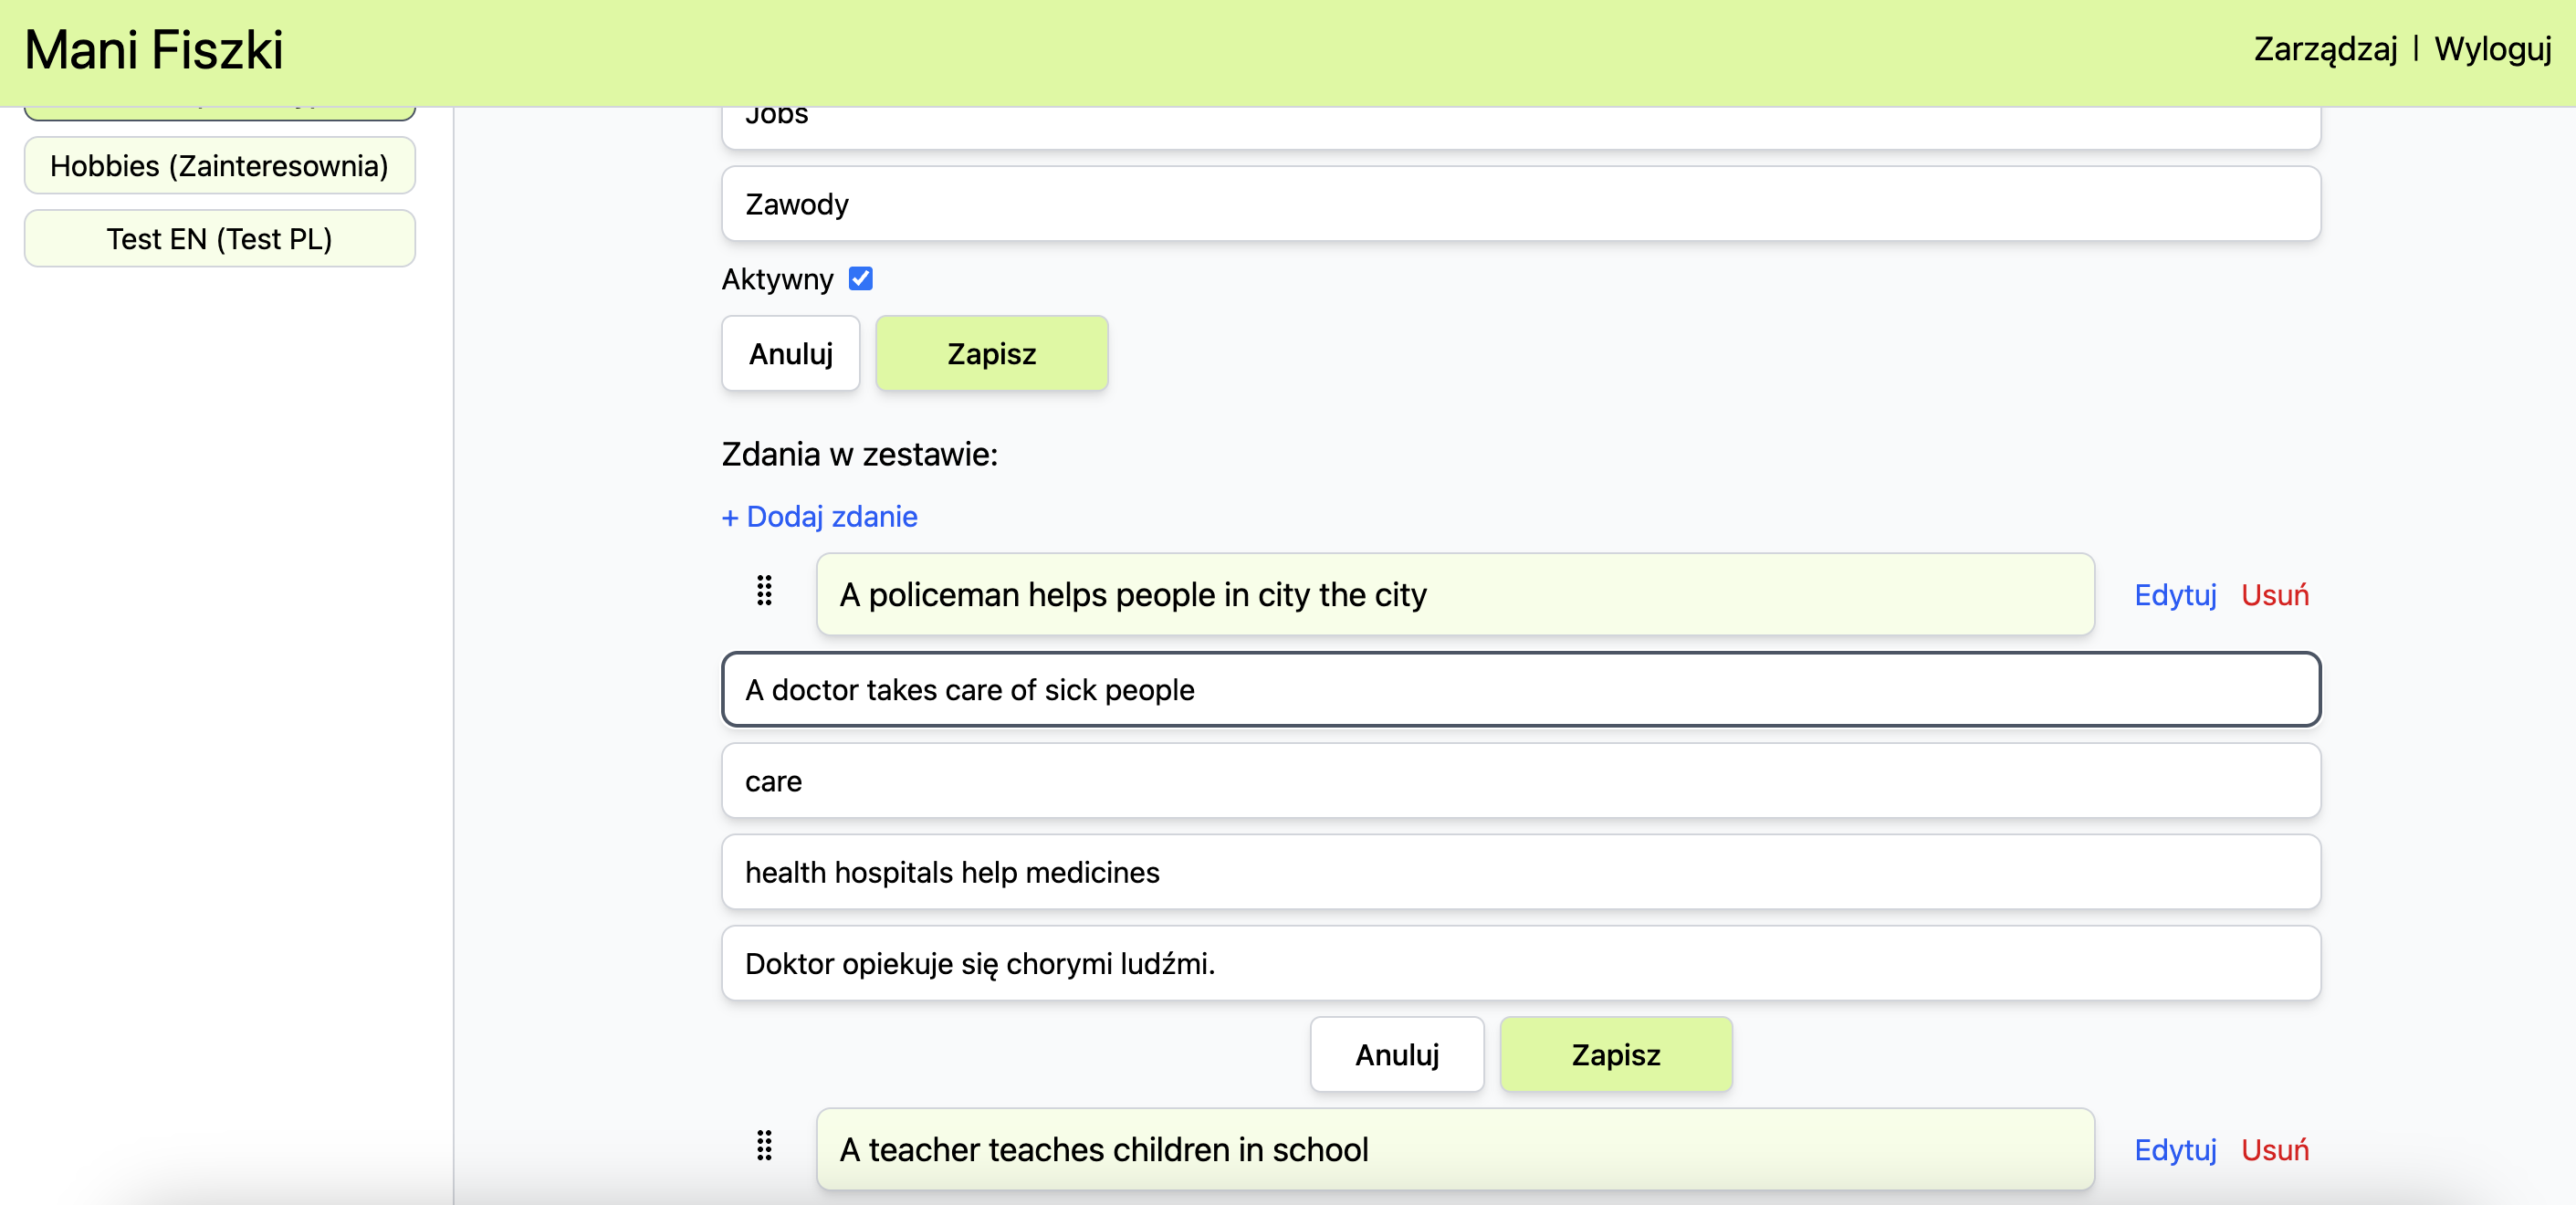 Mani Fiszki
Zarządzaj | Wyloguj
Hobbies (Zainteresownia)
Test EN (Test PL)
Jobs
Zawody
Aktywny
Anuluj
Zapisz
Zdania w zestawie:
+ Dodaj zdanie
A policeman helps people in city the city
Edytuj
Usuń
A doctor takes care of sick people
care
health hospitals help medicines
Doktor opiekuje się chorymi ludźmi.
Anuluj
Zapisz
A teacher teaches children in school
Edytuj
Usuń